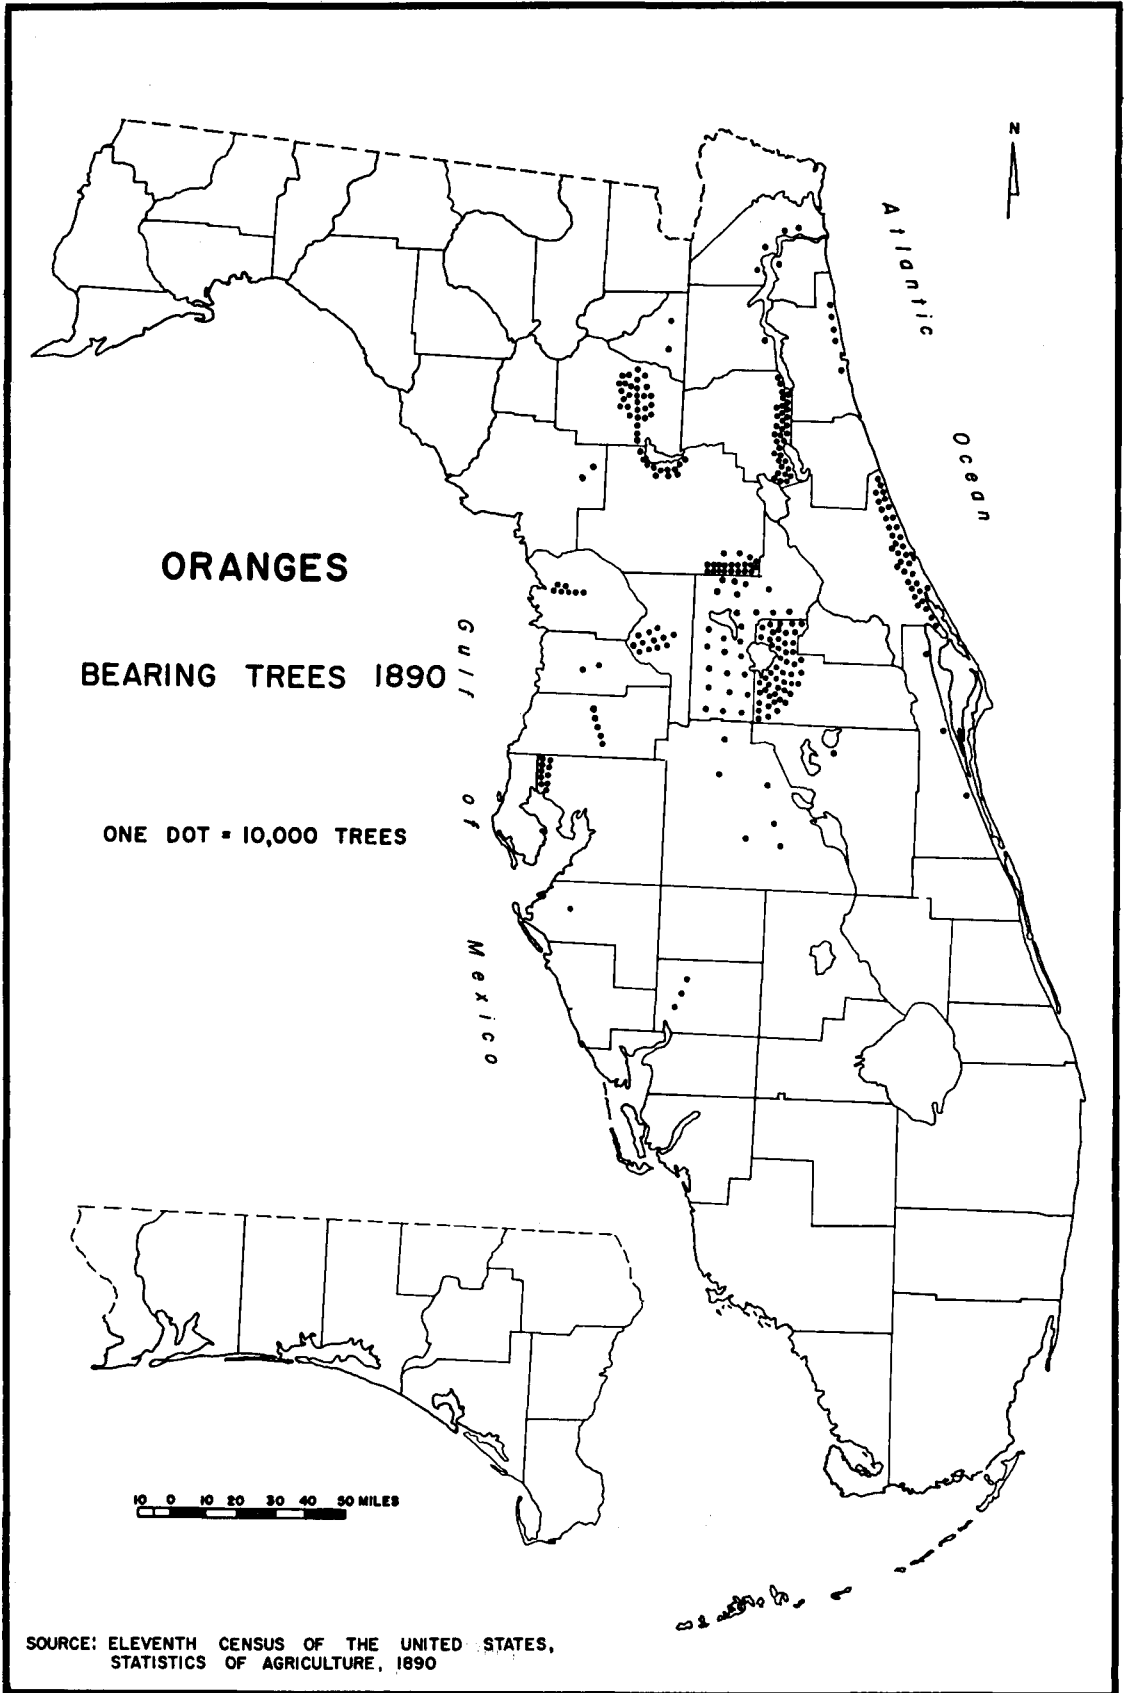 N
Atlantic
Ocean
ORANGES
BEARING TREES 1890
Gulf
of
Mexico
ONE DOT = 10,000 TREES
10 0 10 20 30 40 50 MILES
SOURCE: ELEVENTH CENSUS OF THE UNITED STATES,
STATISTICS OF AGRICULTURE, 1890